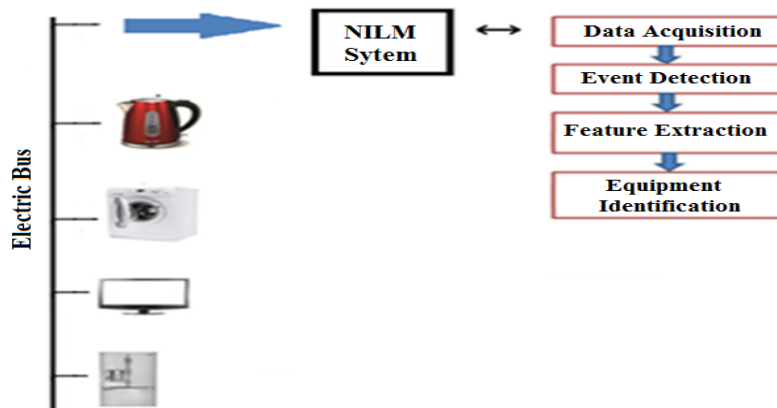 Electric Bus
NILM
Sytem
Data Acquisition
Event Detection
Feature Extraction
Equipment
Identification